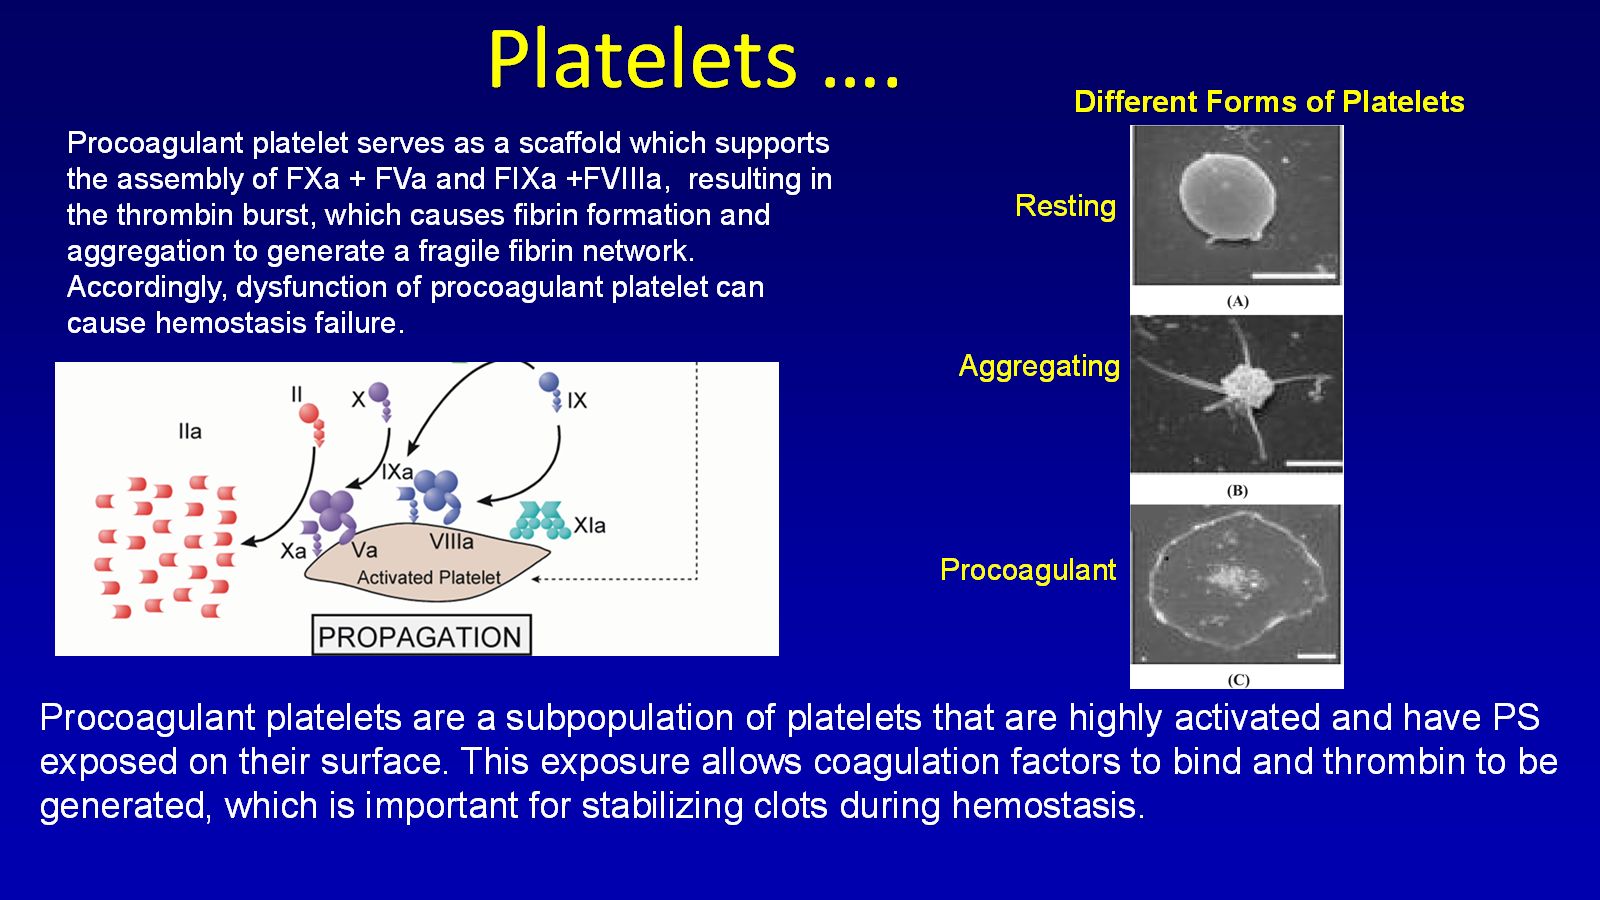 Platelets ....
Different Forms of Platelets
Procoagulant platelet serves as a scaffold which supports
the assembly of FXa + FVa and FIXa +FVIIIa, resulting in
the thrombin burst, which causes fibrin formation and
aggregation to generate a fragile fibrin network.
Accordingly, dysfunction of procoagulant platelet can
cause hemostasis failure.
Resting
(A)
Aggregating
(B)
Procoagulant
(C)
II
X
IX
IIa
IXa
XIa
Xa
Va
VIIIa
Activated Platelet
PROPAGATION
Procoagulant platelets are a subpopulation of platelets that are highly activated and have PS
exposed on their surface. This exposure allows coagulation factors to bind and thrombin to be
generated, which is important for stabilizing clots during hemostasis.